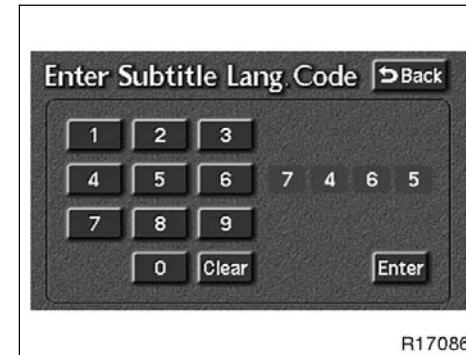 Enter Subtitle Lang. Code Back
1 2 3
4 5 6 7 4 6 5
7 8 9
0 Clear Enter
R17086